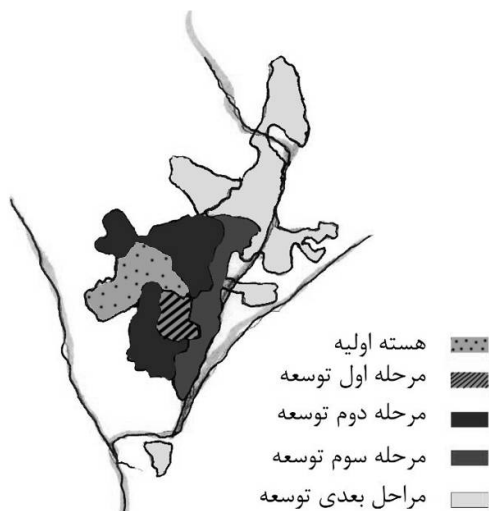 هسته اولیه
مرحله اول توسعه
مرحله دوم توسعه
مرحله سوم توسعه
مراحل بعدی توسعه